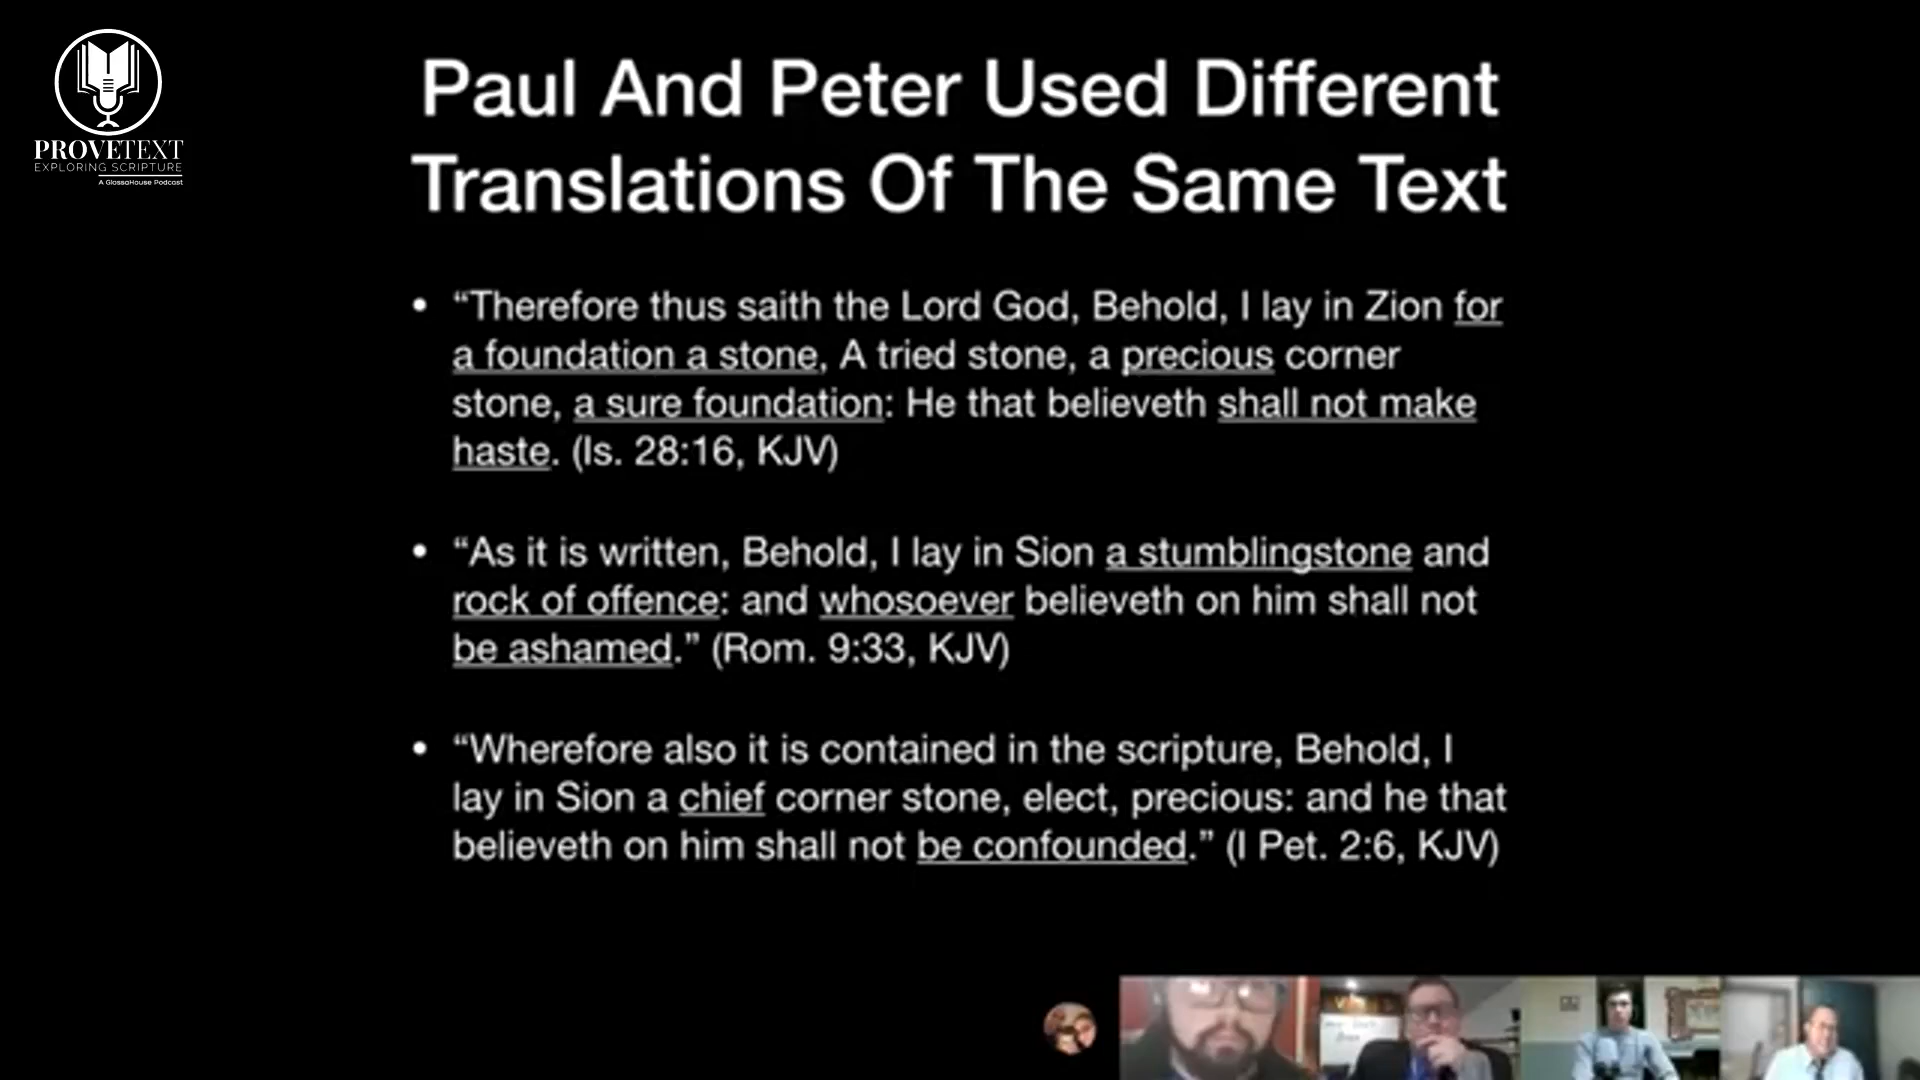 PROVETEXT
EXPLORING SCRIPTURE
A GlossaHouse Podcast
Paul And Peter Used Different
Translations Of The Same Text
• “Therefore thus saith the Lord God, Behold, I lay in Zion for
a foundation a stone, A tried stone, a precious corner
stone, a sure foundation: He that believeth shall not make
haste. (Is. 28:16, KJV)
• “As it is written, Behold, I lay in Sion a stumblingstone and
rock of offence: and whosoever believeth on him shall not
be ashamed.” (Rom. 9:33, KJV)
• “Wherefore also it is contained in the scripture, Behold, I
lay in Sion a chief corner stone, elect, precious: and he that
believeth on him shall not be confounded.” (I Pet. 2:6, KJV)